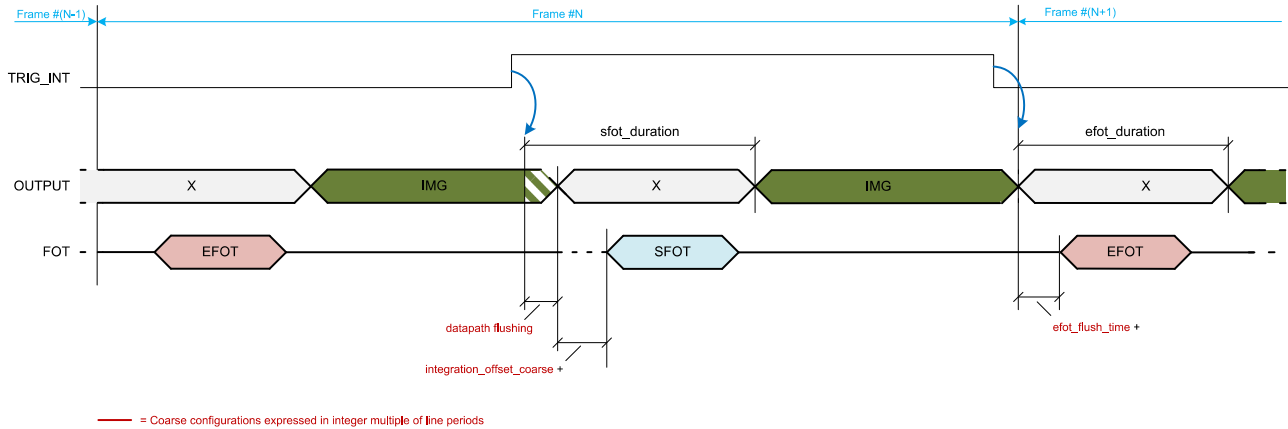 Frame #(N-1)
Frame #N
Frame #(N+1)
TRIG_INT
sfot_duration
efot_duration
OUTPUT
X
IMG
X
IMG
X
FOT
EFOT
SFOT
EFOT
datapath flushing
efot_flush_time +
integration_offset_coarse +
= Coarse configurations expressed in integer multiple of line periods